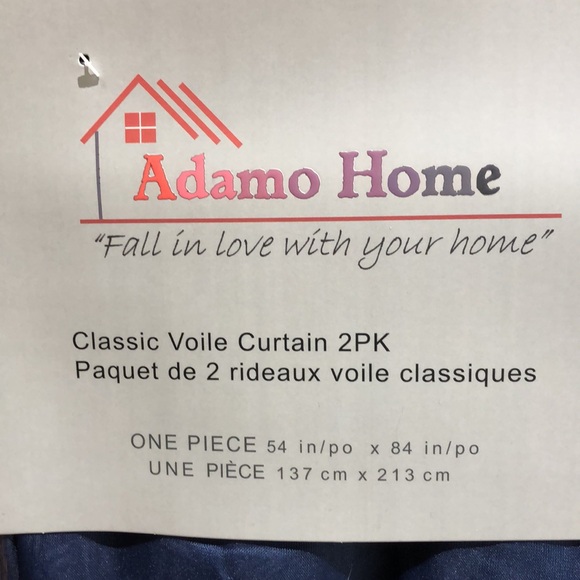 Adamo Home
“Fall in love with your home”
Classic Voile Curtain 2PK
Paquet de 2 rideaux voile classiques
ONE PIECE 54 in/po x 84 in/po
UNE PIÈCE 137 cm x 213 cm